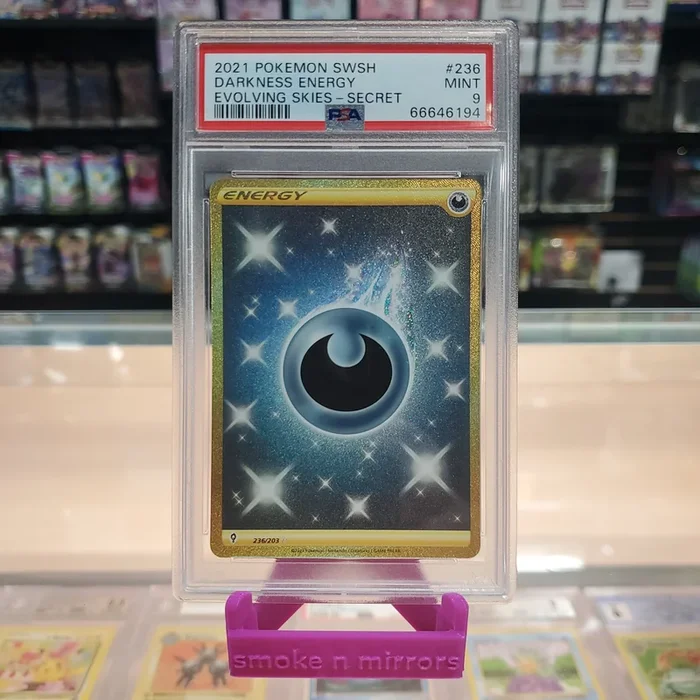 2021 POKEMON SWSH #236
DARKNESS ENERGY MINT
EVOLVING SKIES – SECRET 9
PSA 66646194
ENERGY
236/203
smoke n mirrors